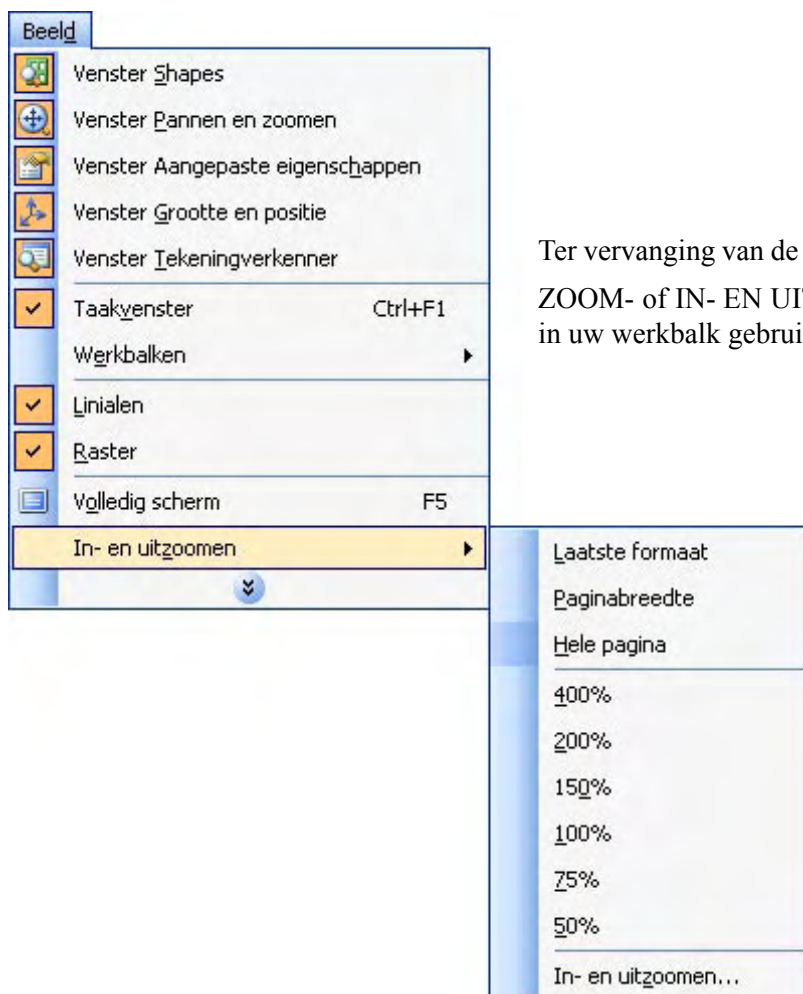 Beeld
Venster Shapes
Venster Pannen en zoomen
Venster Aangepaste eigenschappen
Venster Grootte en positie
Venster Tekeningverkenner
Taakvenster Ctrl+F1
Werkbalken
Linialen
Raster
Volledig scherm F5
In- en uitzoomen
Ter vervanging van de
ZOOM- of IN- EN
in uw werkbalk
Laatste formaat
Paginabreedte
Hele pagina
400%
200%
150%
100%
75%
50%
In- en uitzoomen...